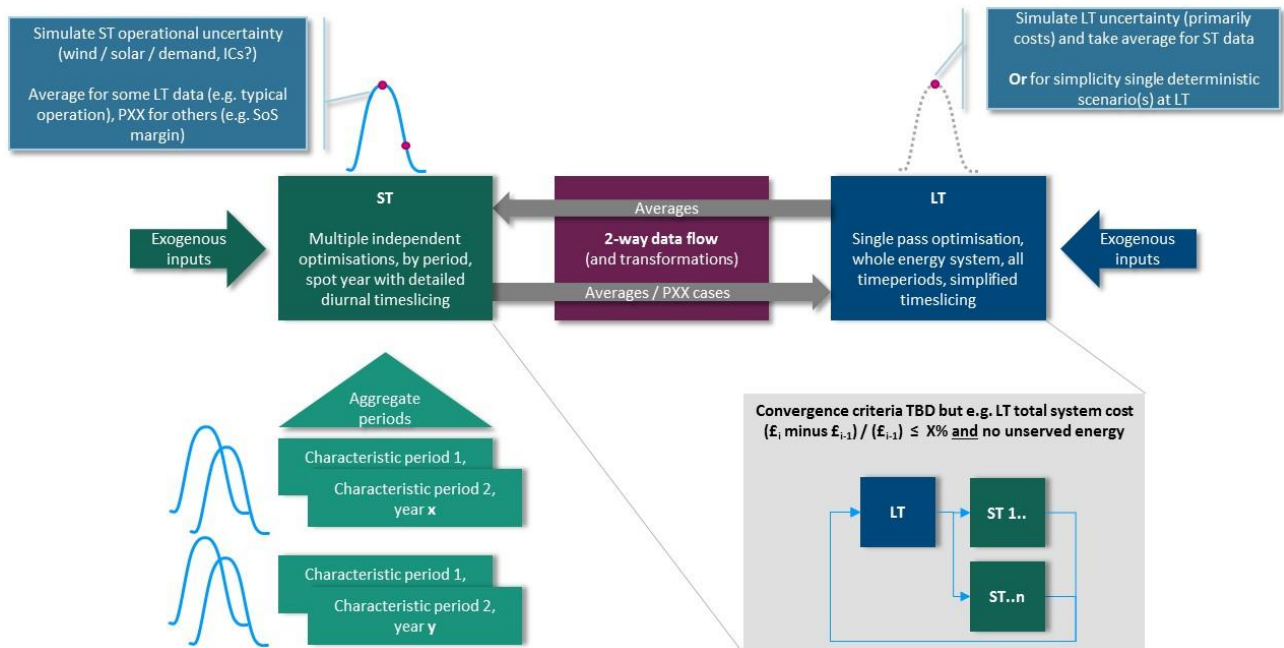 Simulate ST operational uncertainty
(wind / solar / demand, ICs?)
Average for some LT data (e.g. typical
operation), PXX for others (e.g. SoS
margin)
Simulate LT uncertainty (primarily
costs) and take average for ST data
Or for simplicity single deterministic
scenario(s) at LT
Exogenous
inputs
ST
Multiple independent
optimisations, by period,
spot year with detailed
diurnal timeslicing
Averages
2-way data flow
(and transformations)
Averages / PXX cases
LT
Single pass optimisation,
whole energy system, all
timeperiods, simplified
timeslicing
Exogenous
inputs
Aggregate
periods
Characteristic period 1,
Characteristic period 2,
year x
Characteristic period 1,
Characteristic period 2,
year y
Convergence criteria TBD but e.g. LT total system cost
(£i minus £i-1) / (£i-1) ≤ X% and no unserved energy
LT
ST 1..
ST..n